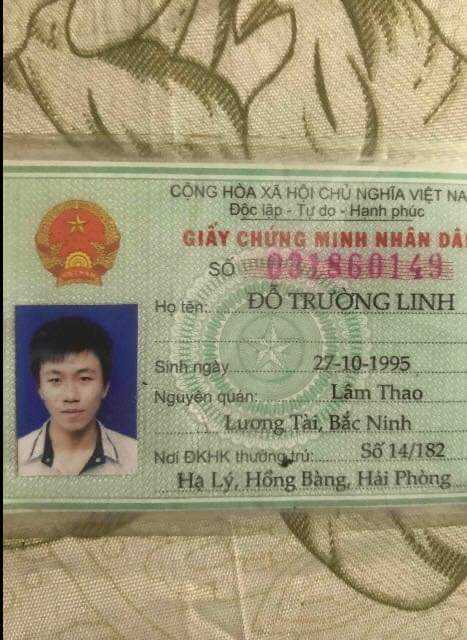 CỘNG HÒA XÃ HỘI CHỦ NGHĨA VIỆT NA
Độc lập - Tự do - Hạnh phúc
GIẤY CHỨNG MINH NHÂN DÂN
SỐ 031860149
Họ tên: ĐỖ TRƯỜNG LINH
Sinh ngày 27-10-1995
Nguyên quán: Lâm Thao
Lương Tài, Bắc Ninh
Nơi ĐKHK thường trú: Số 14/182
Hạ Lý, Hồng Bàng, Hải Phòng